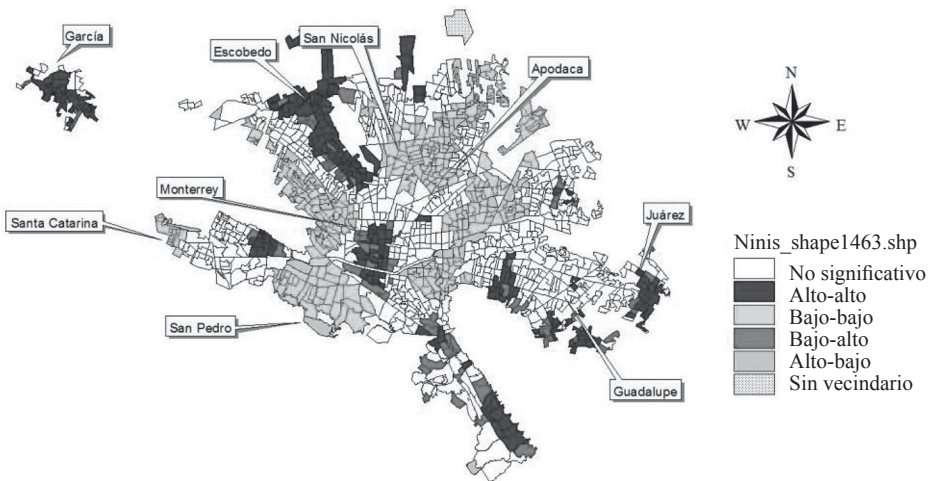 García
San Nicolás
Escobedo
Apodaca
Monterrey
Santa Catarina
San Pedro
Juárez
Guadalupe
N
W
E
S
Ninis_shape1463.shp
No significativo
Alto-alto
Bajo-bajo
Bajo-alto
Alto-bajo
Sin vecindario